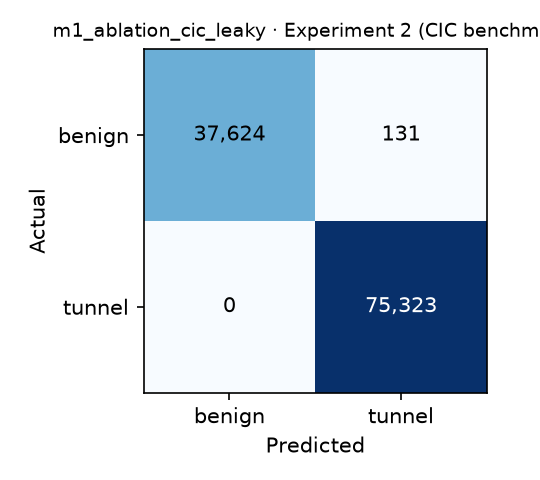 m1_ablation_cic_leaky · Experiment 2 (CIC benchm
benign
37,624
131
Actual
tunnel
0
75,323
benign
tunnel
Predicted